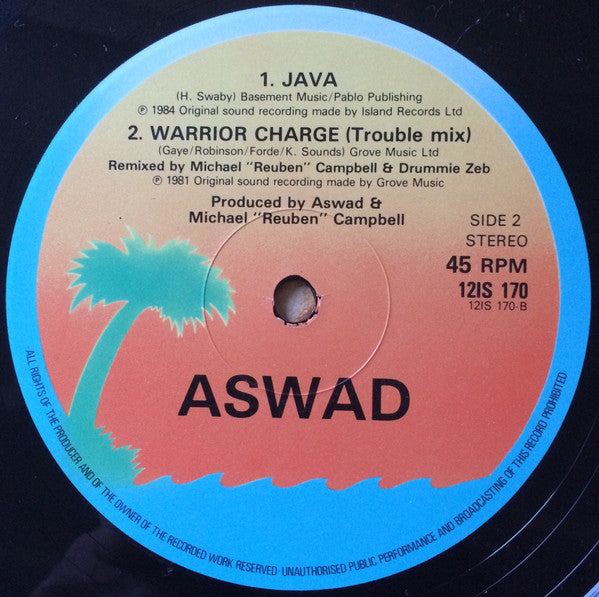 1. JAVA
(H. Swaby) Basement Music/Pablo Publishing
℗ 1984 Original sound recording made by Island Records Ltd
2. WARRIOR CHARGE (Trouble mix)
(Gaye/Robinson/Forde/K. Sounds) Grove Music Ltd
Remixed by Michael "Reuben" Campbell & Drummie Zeb
℗ 1981 Original sound recording made by Grove Music
Produced by Aswad &
Michael "Reuben" Campbell
SIDE 2
STEREO
45 RPM
12IS 170
12IS 170-B
ASWAD
ALL RIGHTS OF THE PRODUCER AND OF THE OWNER OF THE RECORDED WORK RESERVED · UNAUTHORISED PUBLIC PERFORMANCE AND BROADCASTING OF THIS RECORD PROHIBITED